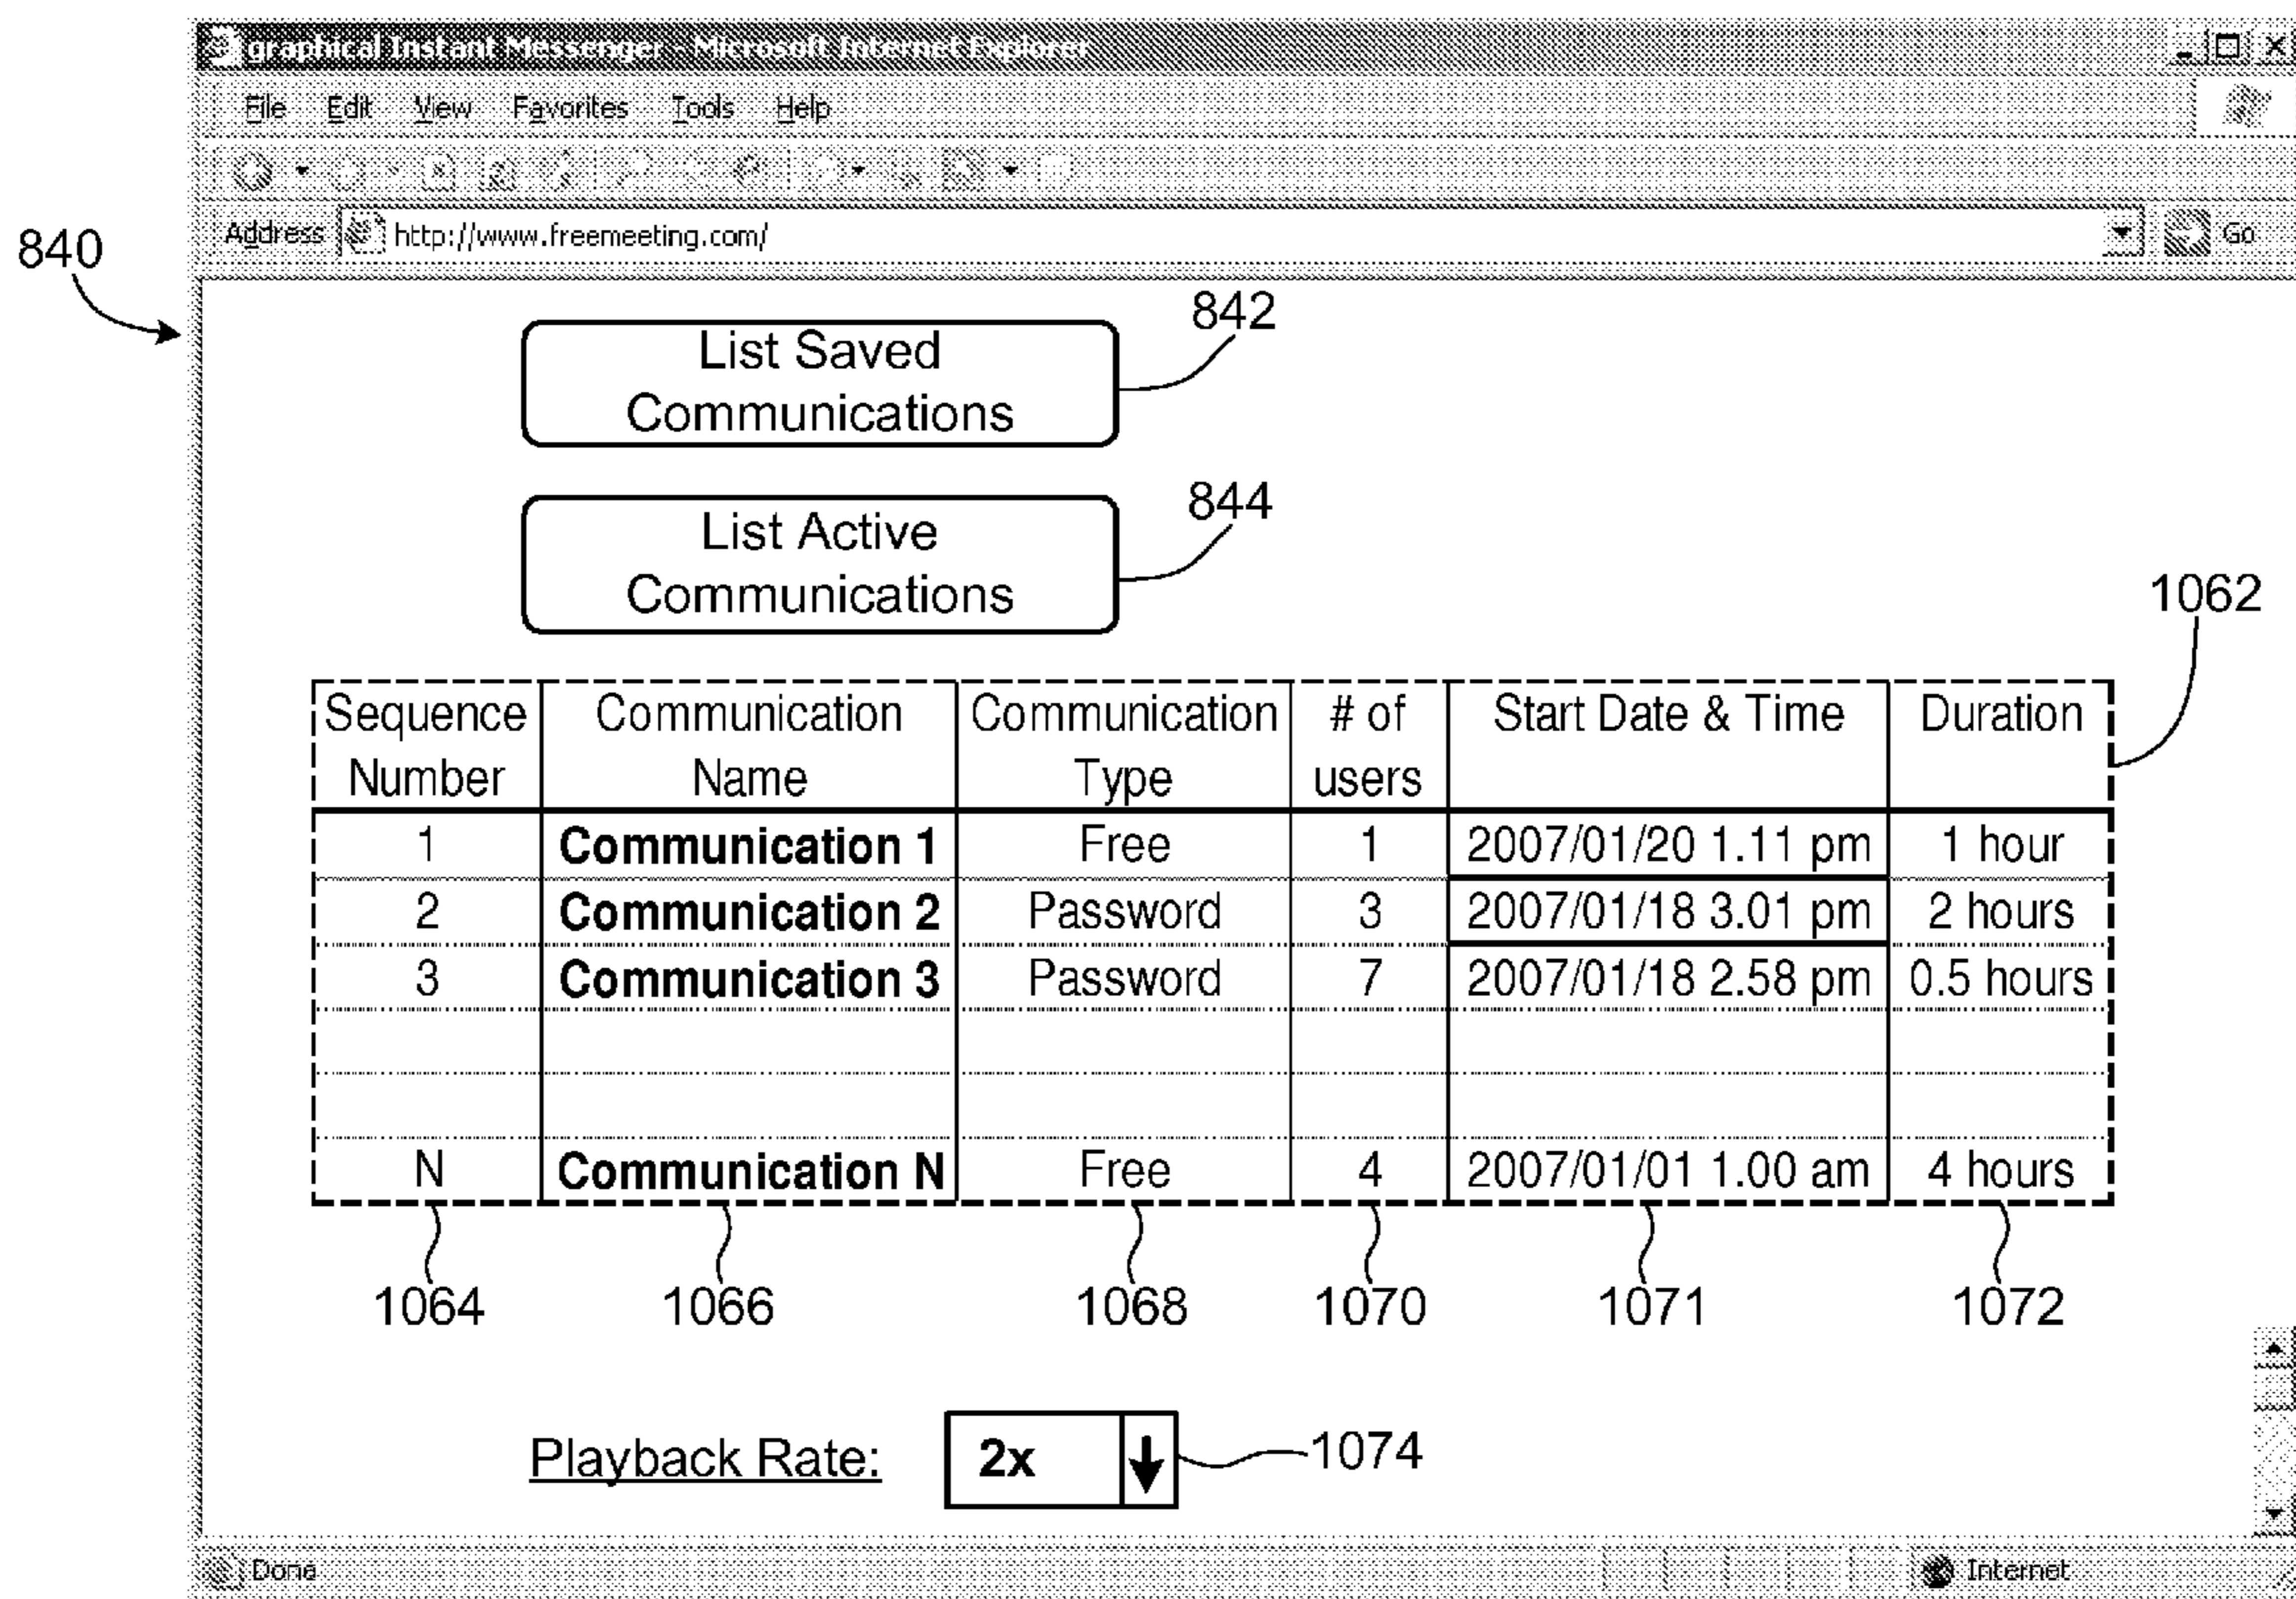 graphical Instant Messenger - Microsoft Internet Explorer
File Edit View Favorites Tools Help
Address http://www.freemeeting.com/ Go
840
List Saved
Communications
842
List Active
Communications
844
1062
Sequence Number Communication Name Communication Type # of users Start Date & Time Duration
1 Communication 1 Free 1 2007/01/20 1.11 pm 1 hour
2 Communication 2 Password 3 2007/01/18 3.01 pm 2 hours
3 Communication 3 Password 7 2007/01/18 2.58 pm 0.5 hours
N Communication N Free 4 2007/01/01 1.00 am 4 hours
1064 1066 1068 1070 1071 1072
Playback Rate: 2x 1074
Done Internet